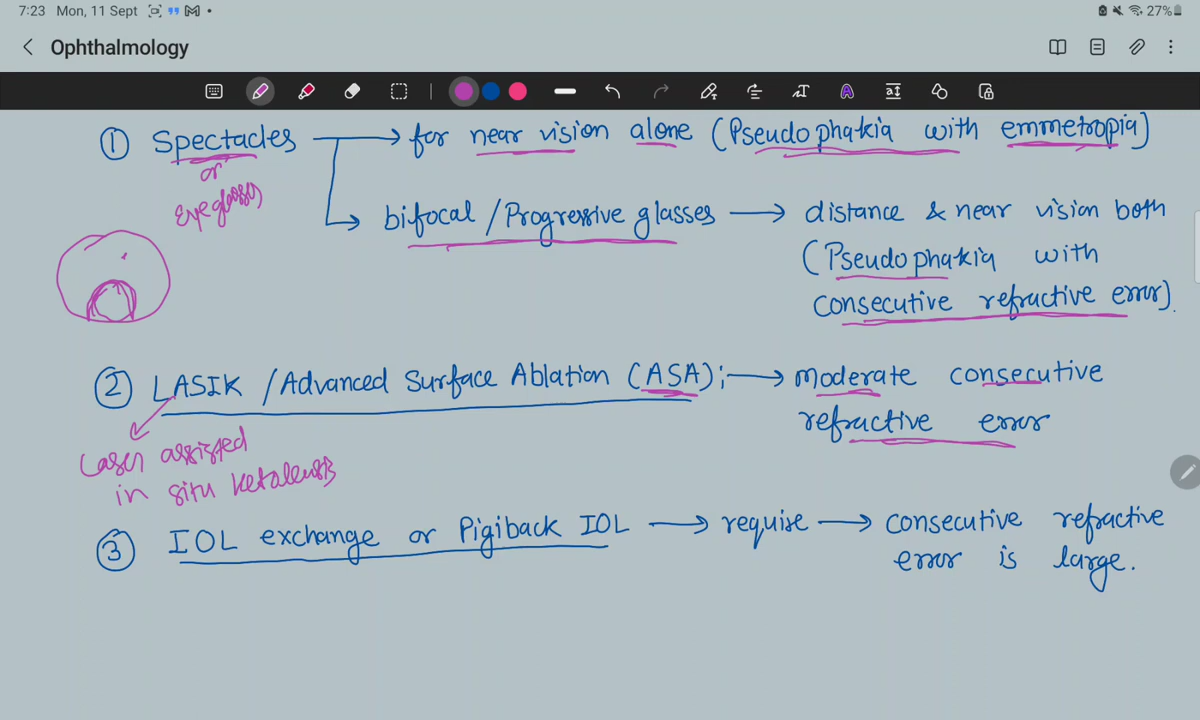 7:23 Mon, 11 Sept
27%
Ophthalmology
① Spectacles → for near vision alone (Pseudophakia with emmetropia)
or
Eyeglasses
bifocal / Progressive glasses → distance & near vision both
(Pseudophakia with
consecutive refractive error).
② LASIK / Advanced Surface Ablation (ASA); → moderate consecutive
refractive error
Laser assisted
in situ
③ IOL exchange or Pigiback IOL → require → consecutive refractive
error is large.